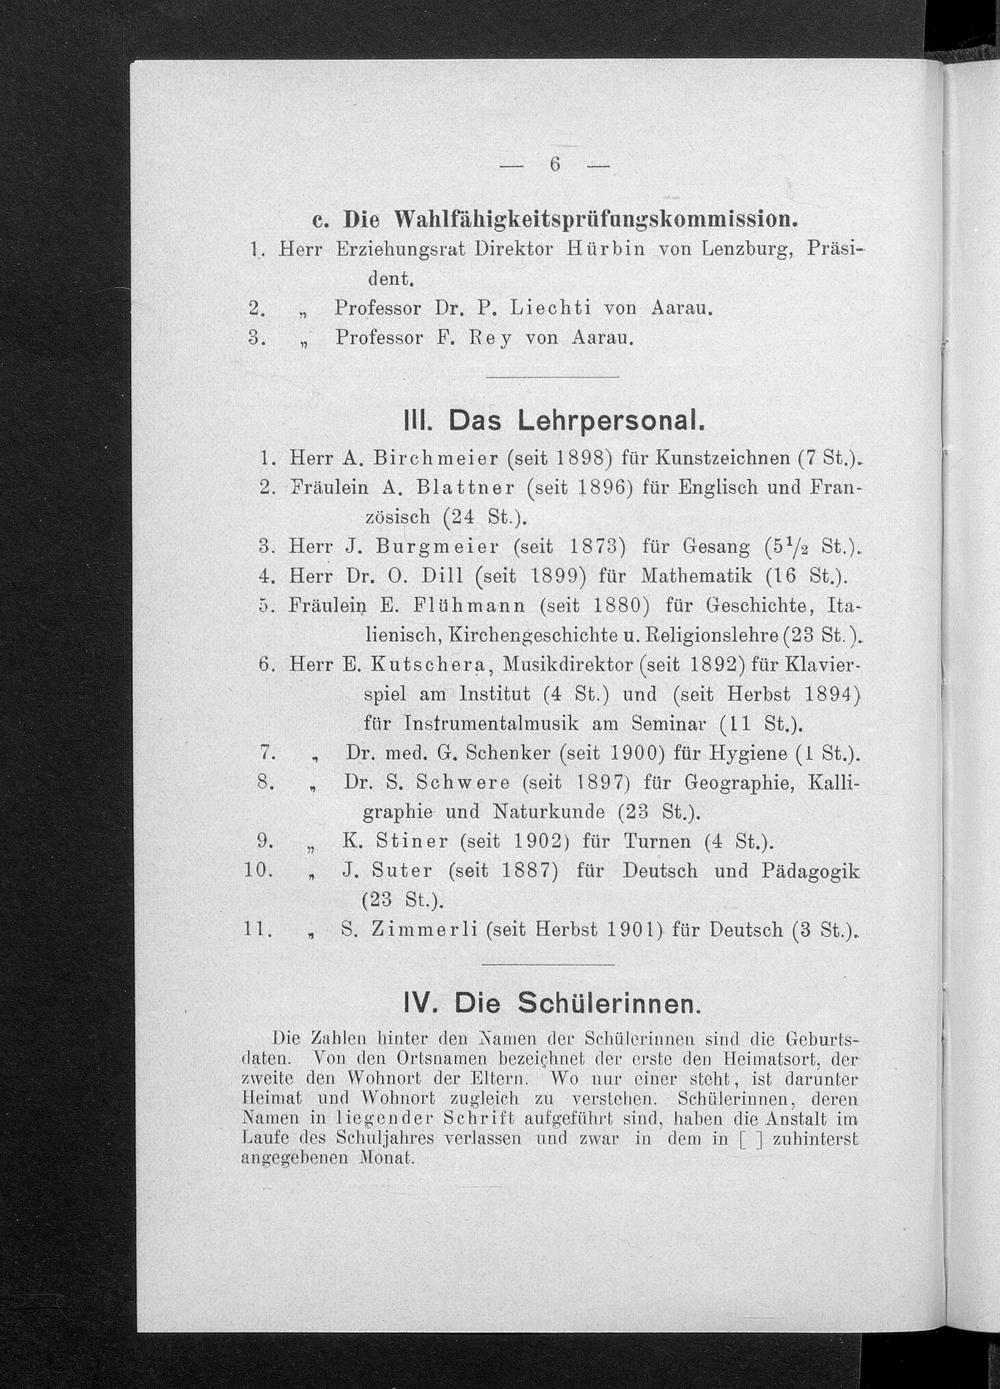 — 6 —
c. Die Wahlfähigkeitsprüfungskommission.
1. Herr Erziehungsrat Direktor Hürbin von Lenzburg, Präsi-
dent.
2. „ Professor Dr. P. Liechti von Aarau.
3. „ Professor F. Rey von Aarau.
III. Das Lehrpersonal.
1. Herr A. Birchmeier (seit 1898) für Kunstzeichnen (7 St.).
2. Fräulein A. Blattner (seit 1896) für Englisch und Fran-
zösisch (24 St.).
3. Herr J. Burgmeier (seit 1873) für Gesang (5½ St.).
4. Herr Dr. O. Dill (seit 1899) für Mathematik (16 St.).
5. Fräulein E. Flühmann (seit 1880) für Geschichte, Ita-
lienisch, Kirchengeschichte u. Religionslehre (23 St.).
6. Herr E. Kutschera, Musikdirektor (seit 1892) für Klavier-
spiel am Institut (4 St.) und (seit Herbst 1894)
für Instrumentalmusik am Seminar (11 St.).
7. „ Dr. med. G. Schenker (seit 1900) für Hygiene (1 St.).
8. „ Dr. S. Schwere (seit 1897) für Geographie, Kalli-
graphie und Naturkunde (23 St.).
9. „ K. Stiner (seit 1902) für Turnen (4 St.).
10. „ J. Suter (seit 1887) für Deutsch und Pädagogik
(23 St.).
11. „ S. Zimmerli (seit Herbst 1901) für Deutsch (3 St.).
IV. Die Schülerinnen.
Die Zahlen hinter den Namen der Schülerinnen sind die Geburts-
daten. Von den Ortsnamen bezeichnet der erste den Heimatsort, der
zweite den Wohnort der Eltern. Wo nur einer steht, ist darunter
Heimat und Wohnort zugleich zu verstehen. Schülerinnen, deren
Namen in liegender Schrift aufgeführt sind, haben die Anstalt im
Laufe des Schuljahres verlassen und zwar in dem in [ ] zuhinterst
angegebenen Monat.